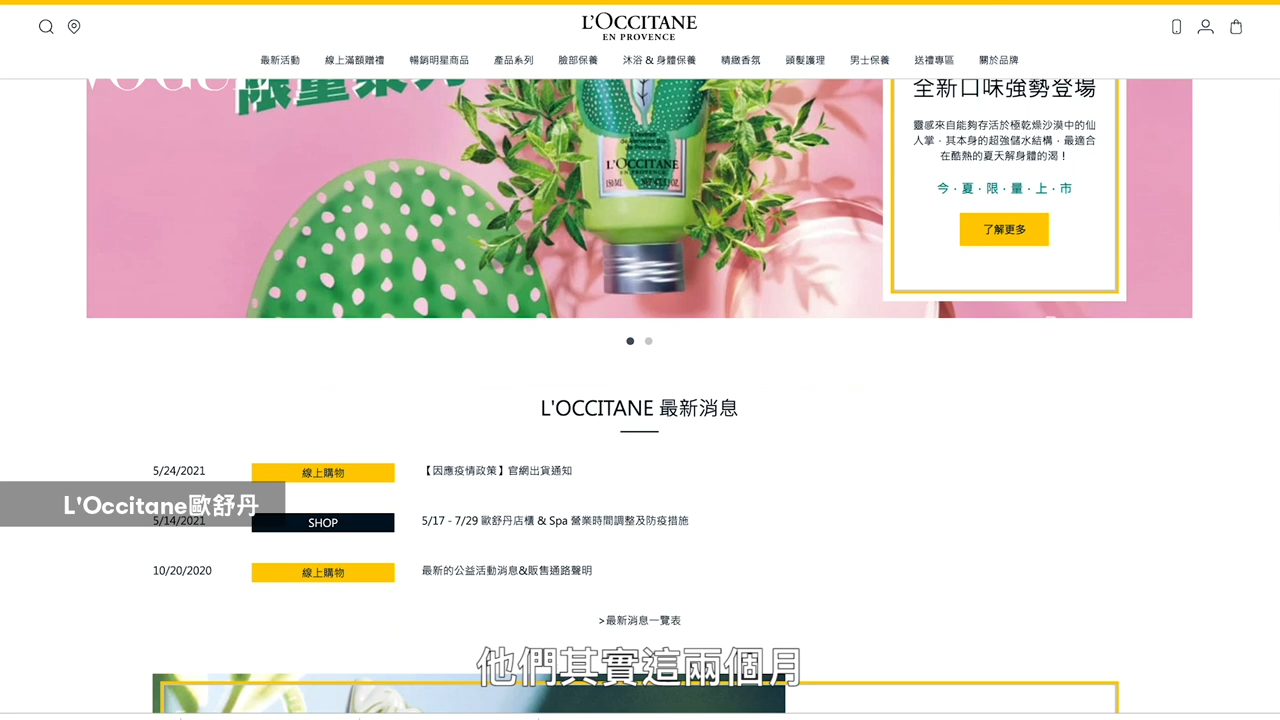 L'OCCITANE
EN PROVENCE
最新活動 線上滿額贈禮 暢銷明星商品 產品系列 臉部保養 沐浴 & 身體保養 精緻香氛 頭髮護理 男士保養 送禮專區 關於品牌
VOGUE
限量系列
全新口味強勢登場
靈感來自能夠存活於極乾燥沙漠中的仙
人掌，其本身的超強儲水結構，最適合
在酷熱的夏天解身體的渴！
今．夏．限．量．上．市
了解更多
L'OCCITANE
EN PROVENCE
L'OCCITANE 最新消息
5/24/2021 線上購物 【因應疫情政策】官網出貨通知
L'Occitane歐舒丹
5/14/2021 SHOP 5/17 - 7/29 歐舒丹店櫃 & Spa 營業時間調整及防疫措施
10/20/2020 線上購物 最新的公益活動消息&販售通路聲明
>最新消息一覽表
他們其實這兩個月